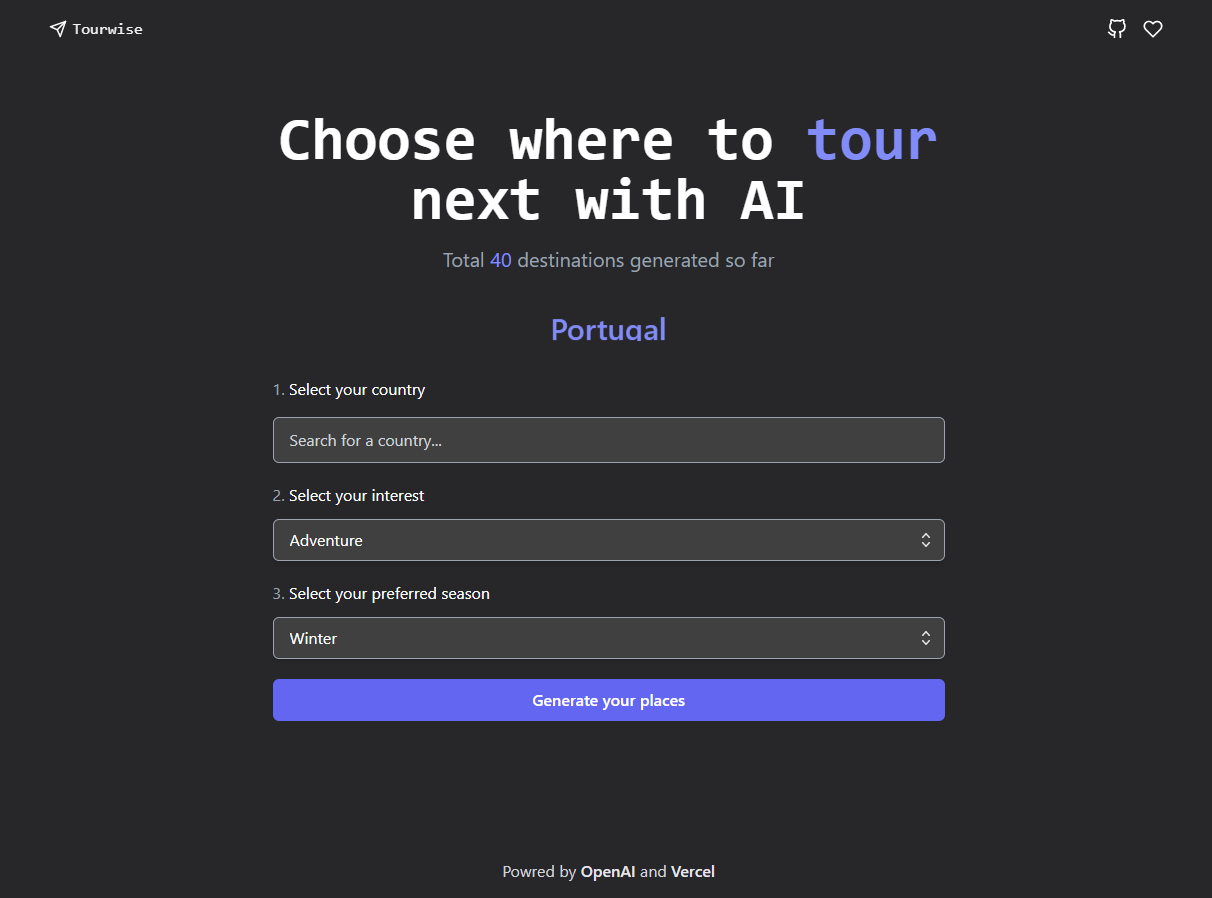 Tourwise
Choose where to tour
next with AI
Total 40 destinations generated so far
Portugal
1. Select your country
Search for a country...
2. Select your interest
Adventure
3. Select your preferred season
Winter
Generate your places
Powred by OpenAI and Vercel